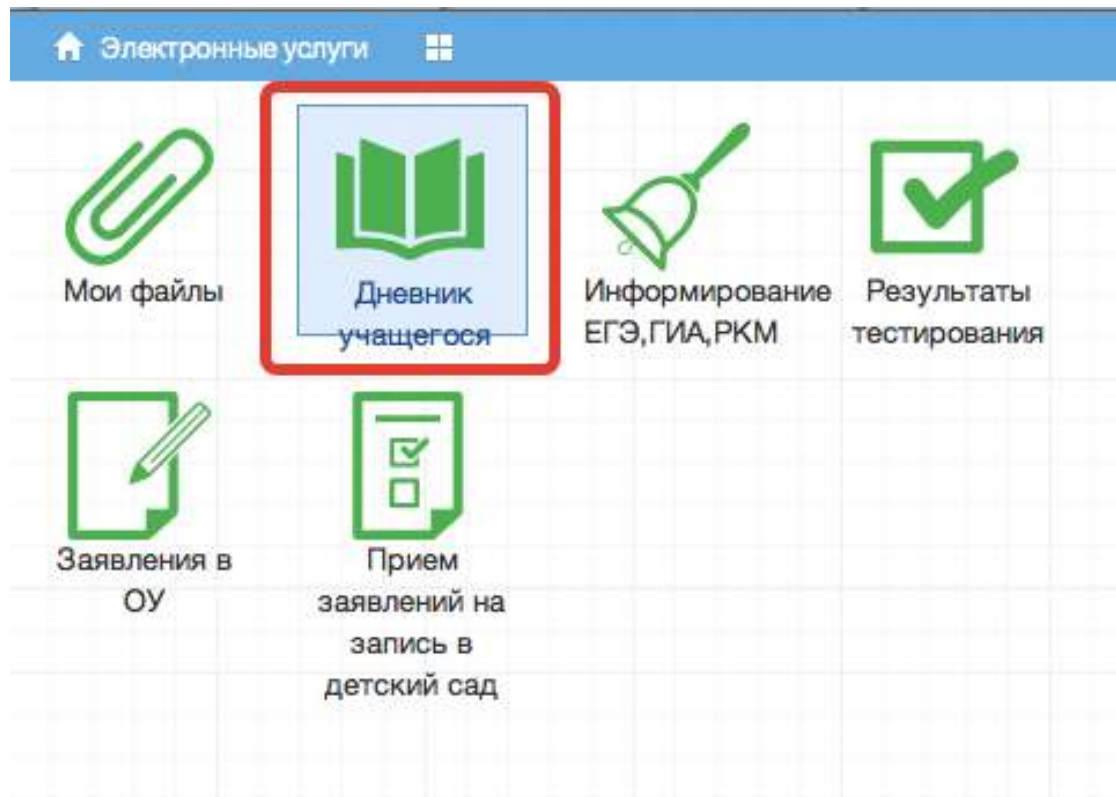 Электронные услуги
Мои файлы
Дневник
учащегося
Информирование
ЕГЭ,ГИА,РКМ
Результаты
тестирования
Заявления в
ОУ
Прием
заявлений на
запись в
детский сад